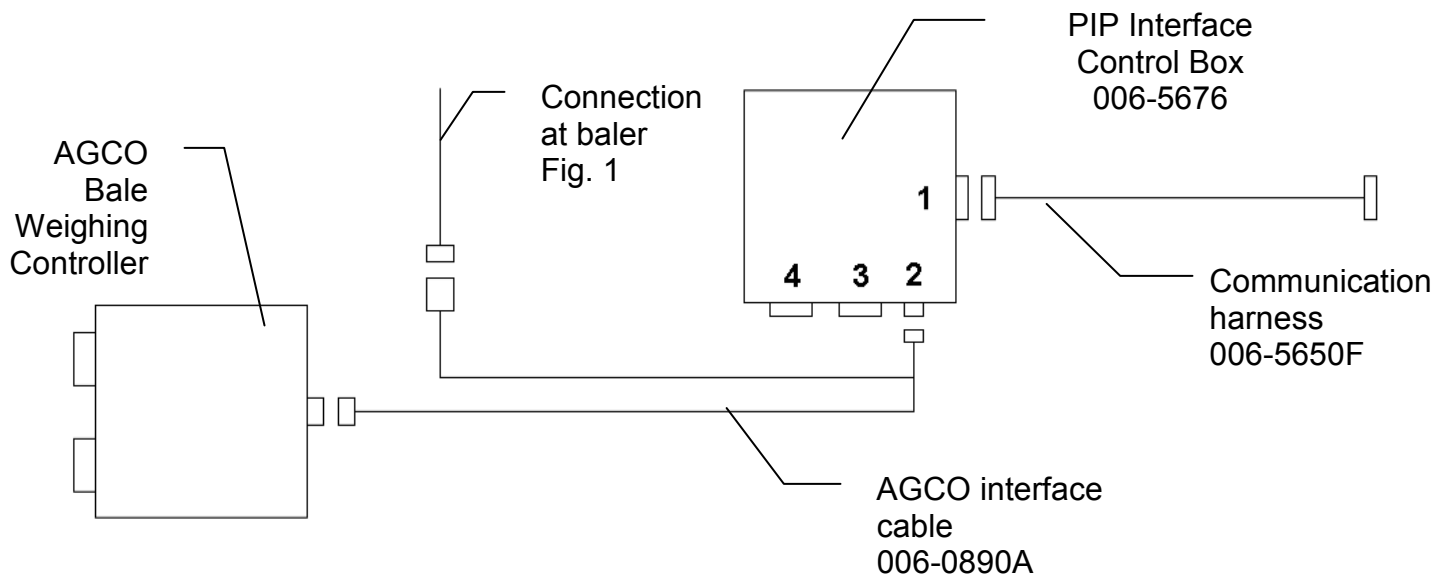 PIP Interface
Control Box
006-5676
Connection
at baler
Fig. 1
AGCO
Bale
Weighing
Controller
1
4 3 2
Communication
harness
006-5650F
AGCO interface
cable
006-0890A